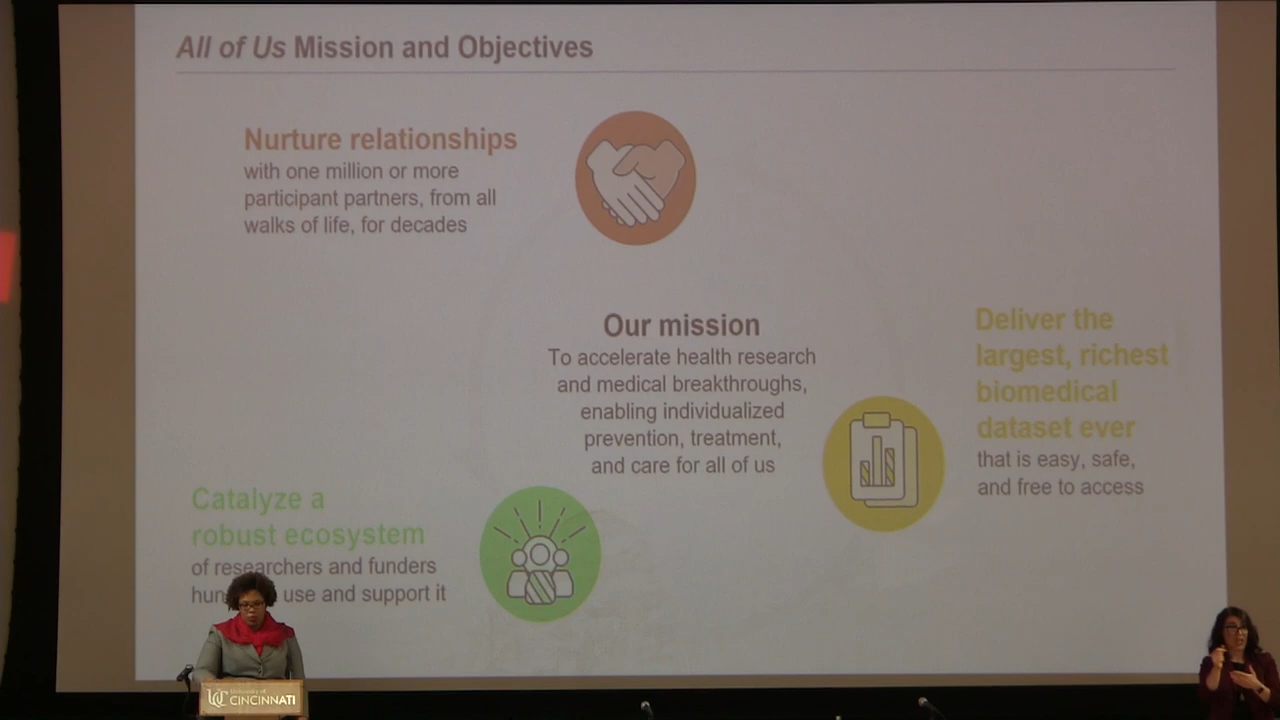 All of Us Mission and Objectives
Nurture relationships
with one million or more
participant partners, from all
walks of life, for decades
Our mission
To accelerate health research
and medical breakthroughs,
enabling individualized
prevention, treatment,
and care for all of us
Deliver the
largest, richest
biomedical
dataset ever
that is easy, safe,
and free to access
Catalyze a
robust ecosystem
of researchers and funders
use and support it
UC University of
CINCINNATI